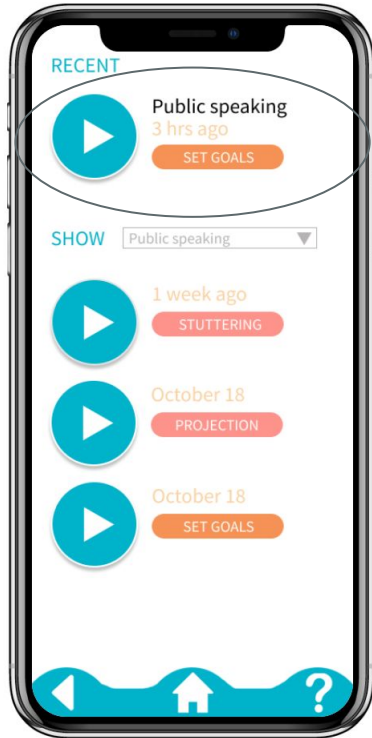 RECENT
Public speaking
3 hrs ago
SET GOALS
SHOW Public speaking
1 week ago
STUTTERING
October 18
PROJECTION
October 18
SET GOALS
?